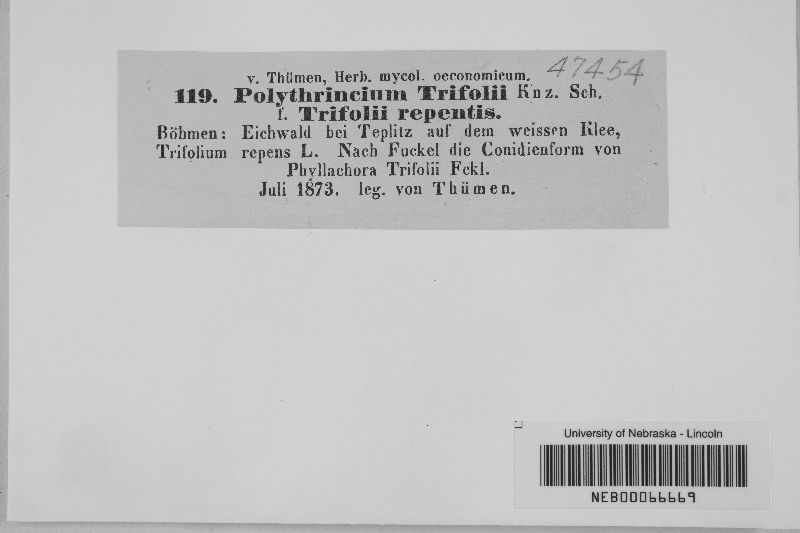 v. Thümen, Herb. mycol. oeconomicum. 47454
119. Polythrincium Trifolii Knz. Sch.
f. Trifolii repentis.
Böhmen: Eichwald bei Teplitz auf dem weissen Klee,
Trifolium repens L. Nach Fuckel die Conidienform von
Phyllachora Trifolii Fckl.
Juli 1873. leg. von Thümen.
University of Nebraska - Lincoln
NEB00066669